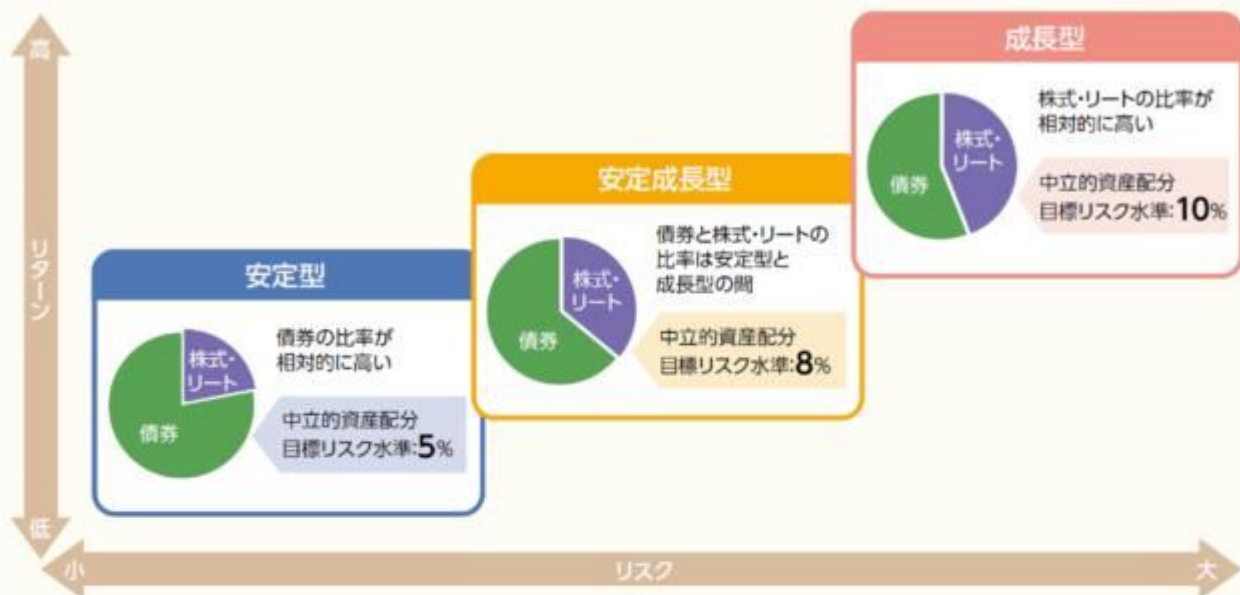 高
リターン
低
小
リスク
大
安定型
株式・
リート
債券
債券の比率が
相対的に高い
中立的資産配分
目標リスク水準:5%
安定成長型
株式・
リート
債券
債券と株式・リートの
比率は安定型と
成長型の間
中立的資産配分
目標リスク水準:8%
成長型
株式・
リート
債券
株式・リートの比率が
相対的に高い
中立的資産配分
目標リスク水準:10%